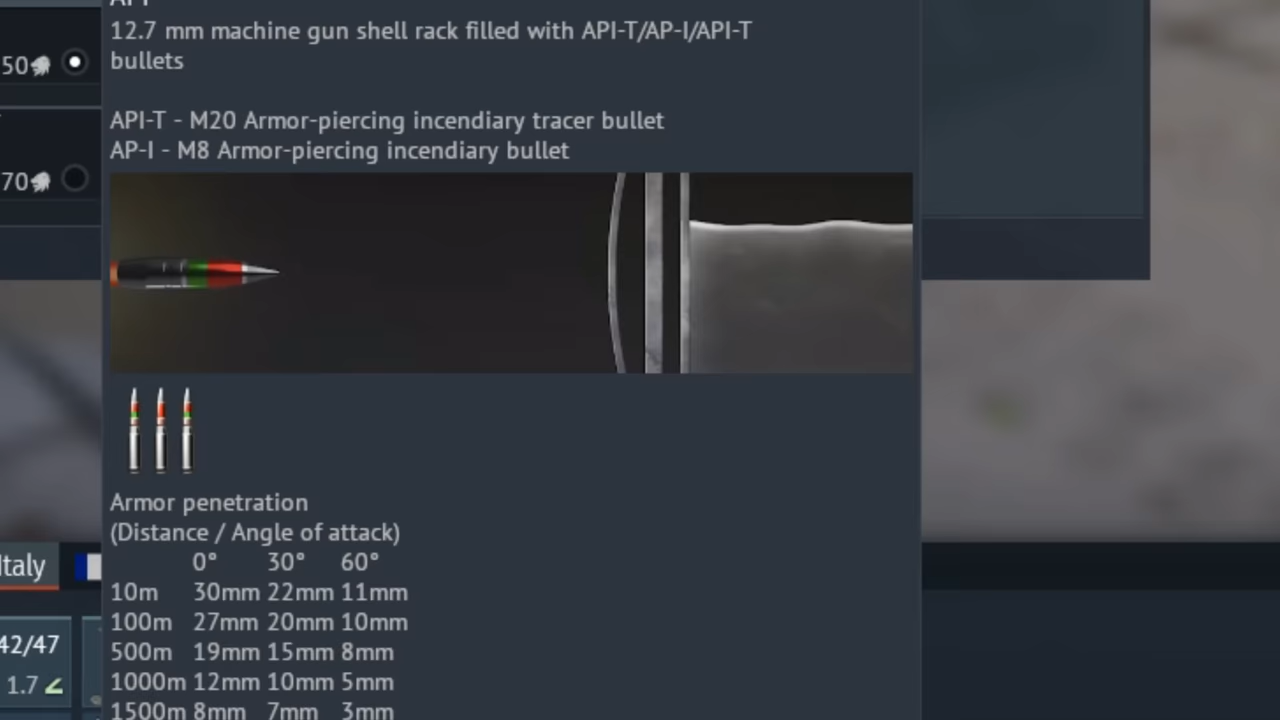 12.7 mm machine gun shell rack filled with API-T/AP-I/API-T
bullets
50
API-T - M20 Armor-piercing incendiary tracer bullet
AP-I - M8 Armor-piercing incendiary bullet
70
Armor penetration
(Distance / Angle of attack)
0° 30° 60°
10m 30mm 22mm 11mm
100m 27mm 20mm 10mm
500m 19mm 15mm 8mm
1000m 12mm 10mm 5mm
1500m 8mm 7mm 3mm
Italy
42/47
1.7